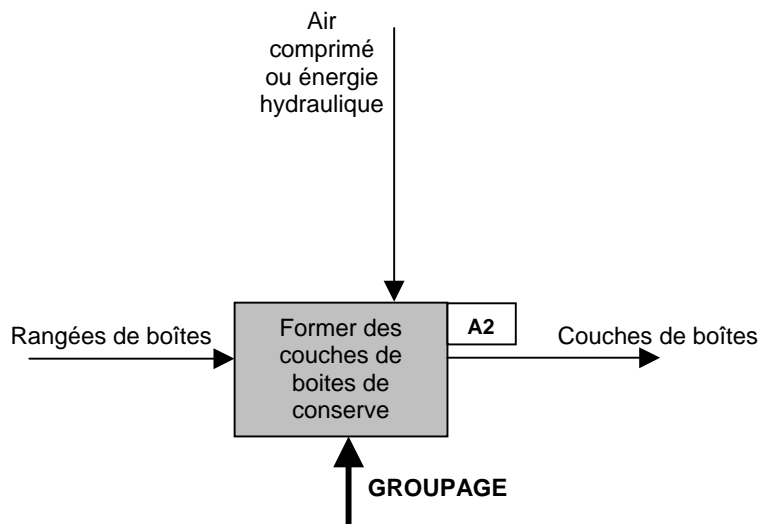 Air
comprimé
ou énergie
hydraulique
Rangées de boîtes
Former des
couches de
boites de
conserve
A2
Couches de boîtes
GROUPAGE